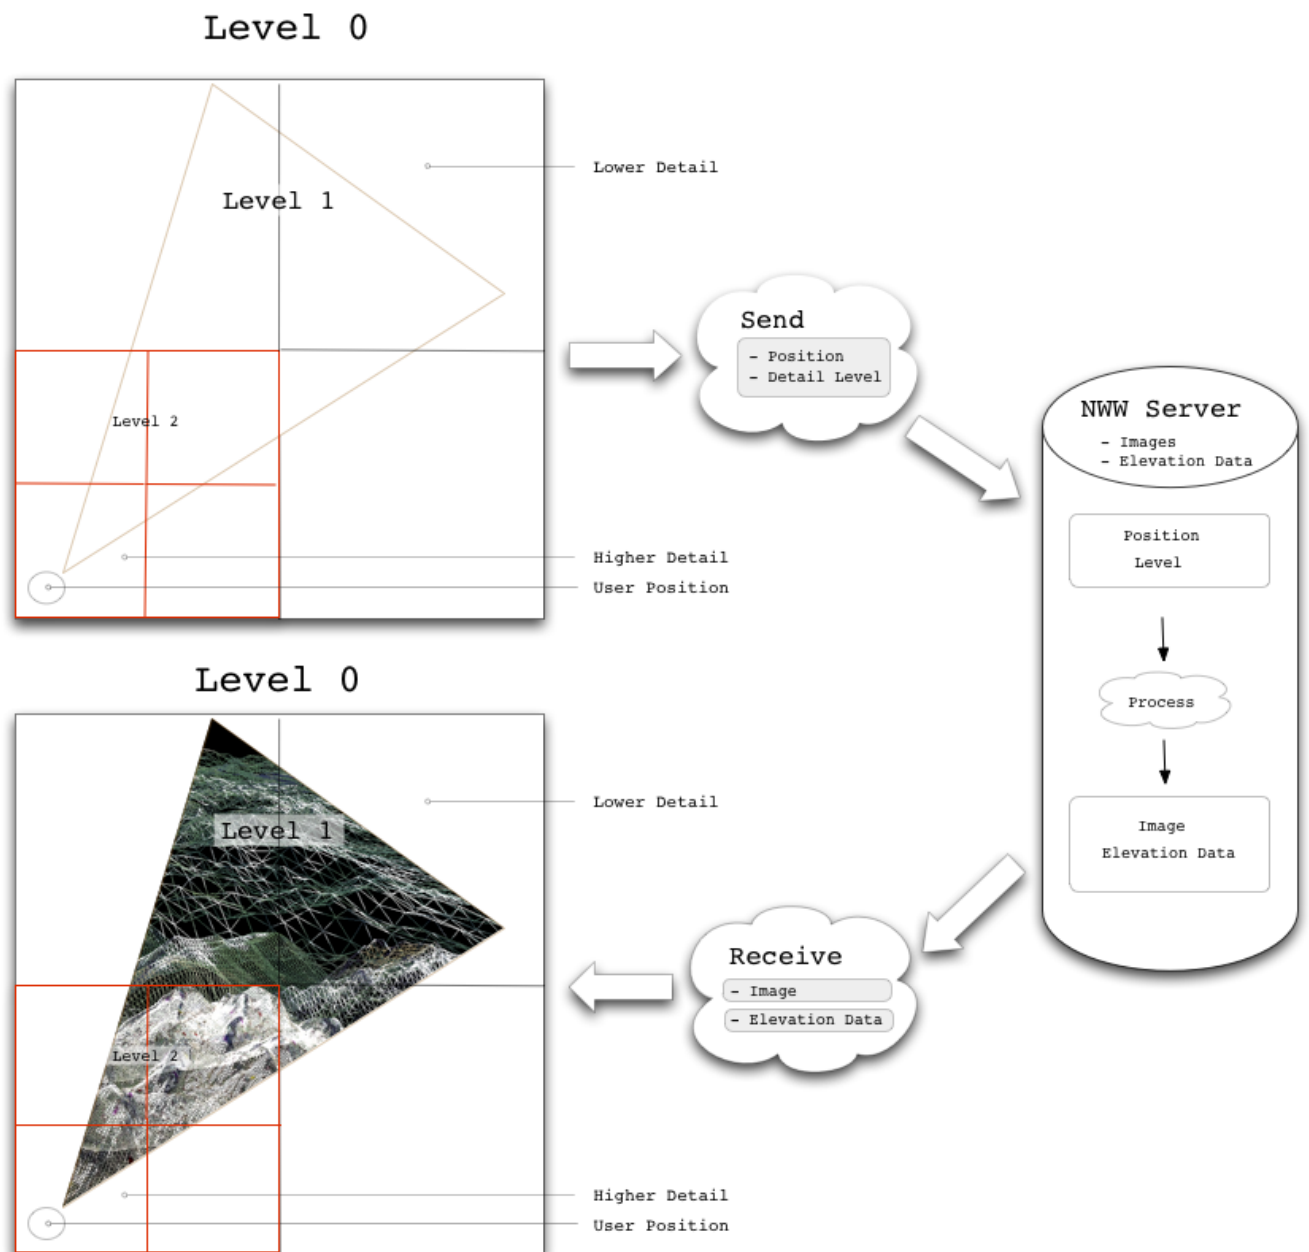 Level 0
Lower Detail
Level 1
Send
- Position
- Detail Level
NWW Server
- Images
- Elevation Data
Level 2
Position
Level
Higher Detail
User Position
Process
Level 0
Lower Detail
Level 1
Image
Elevation Data
Receive
- Image
- Elevation Data
Level 2
Higher Detail
User Position